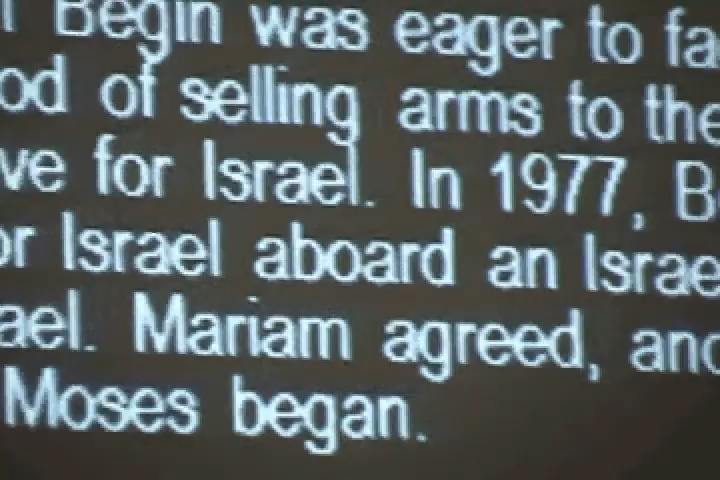 Begin was eager to fa
od of selling arms to the
ve for Israel. In 1977, B
or Israel aboard an Israe
ael. Mariam agreed, and
Moses began.